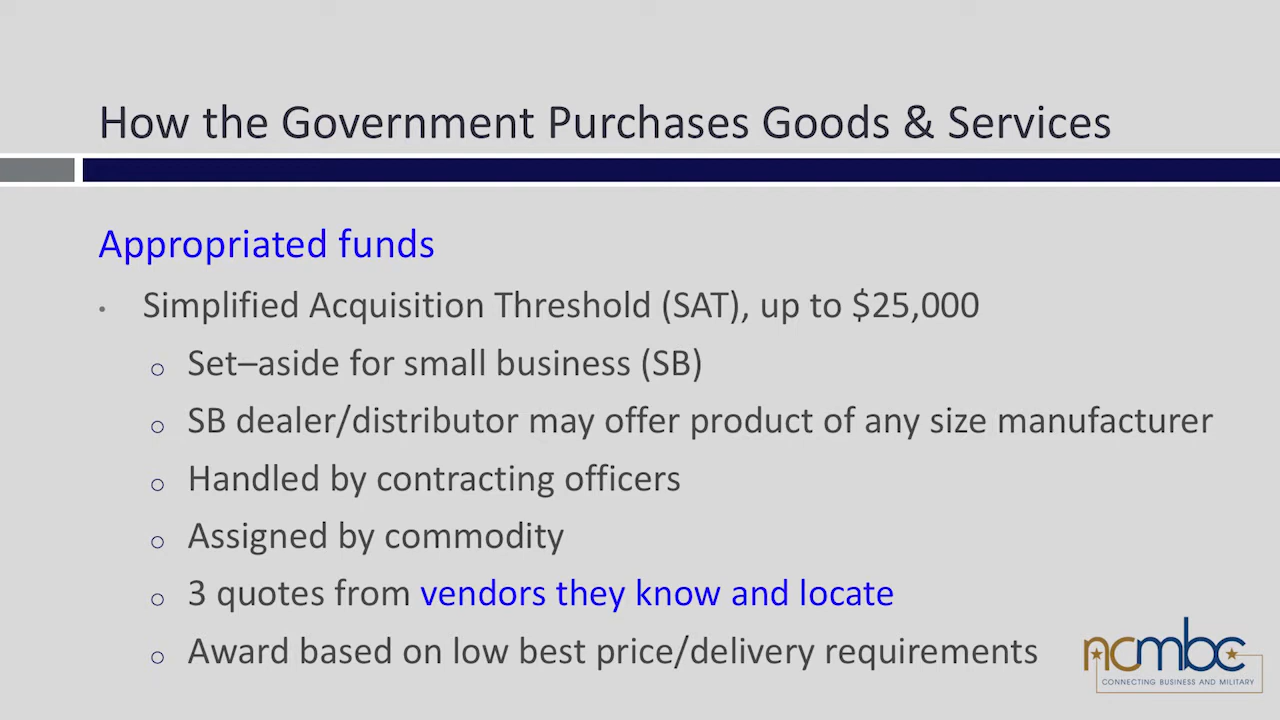 How the Government Purchases Goods & Services
Appropriated funds
• Simplified Acquisition Threshold (SAT), up to $25,000
o Set–aside for small business (SB)
o SB dealer/distributor may offer product of any size manufacturer
o Handled by contracting officers
o Assigned by commodity
o 3 quotes from vendors they know and locate
o Award based on low best price/delivery requirements
ncmbc
CONNECTING BUSINESS AND MILITARY